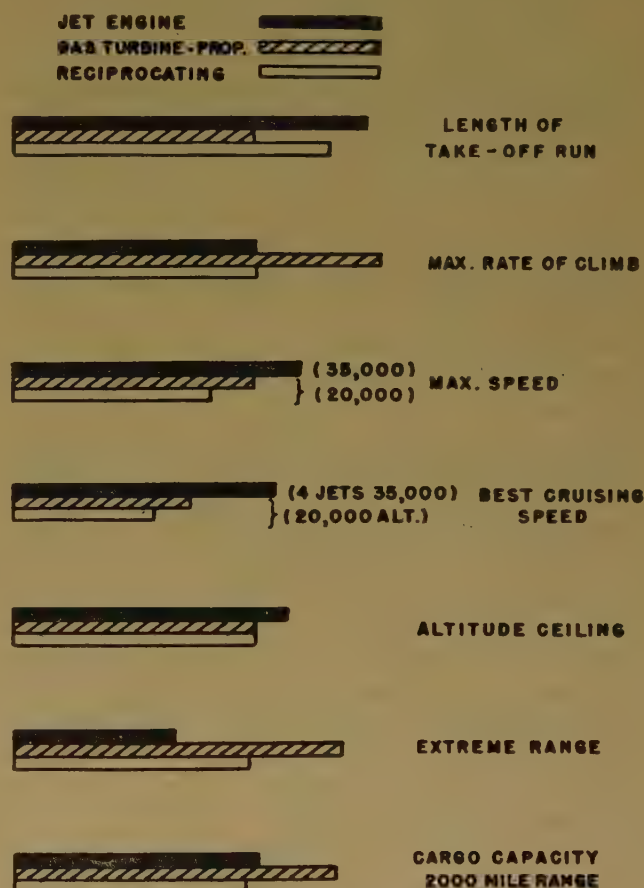 JET ENGINE
GAS TURBINE-PROP.
RECIPROCATING
LENGTH OF
TAKE-OFF RUN
MAX. RATE OF CLIMB
(35,000)
(20,000)
MAX. SPEED
(4 JETS 35,000)
(20,000 ALT.)
BEST CRUISING
SPEED
ALTITUDE CEILING
EXTREME RANGE
CARGO CAPACITY
2000 MILE RANGE